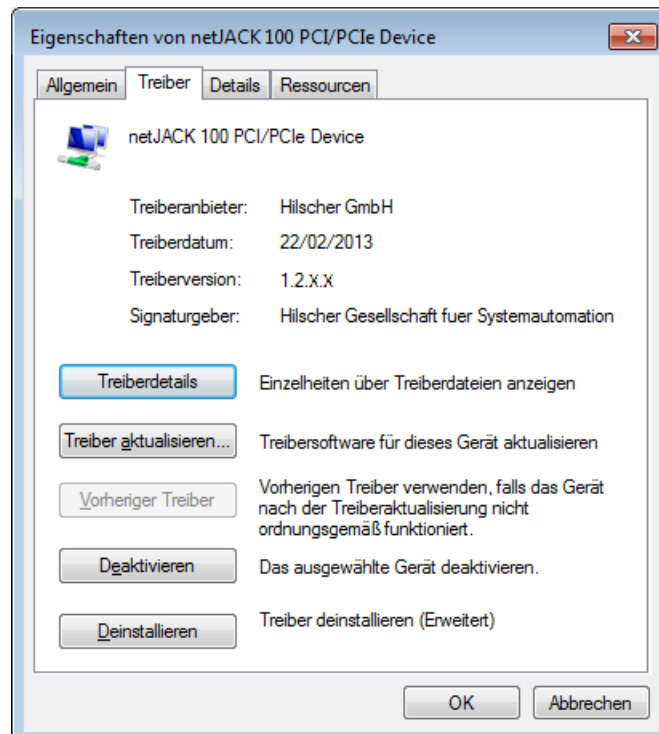 Eigenschaften von netJACK 100 PCI/PCIe Device
Allgemein Treiber Details Ressourcen
netJACK 100 PCI/PCIe Device
Treiberanbieter: Hilscher GmbH
Treiberdatum: 22/02/2013
Treiberversion: 1.2.x.x
Signaturgeber: Hilscher Gesellschaft fuer Systemautomation
Treiberdetails Einzelheiten über Treiberdateien anzeigen
Treiber aktualisieren... Treibersoftware für dieses Gerät aktualisieren
Vorheriger Treiber Vorherigen Treiber verwenden, falls das Gerät
nach der Treiberaktualisierung nicht
ordnungsgemäß funktioniert.
Deaktivieren Das ausgewählte Gerät deaktivieren.
Deinstallieren Treiber deinstallieren (Erweitert)
OK Abbrechen